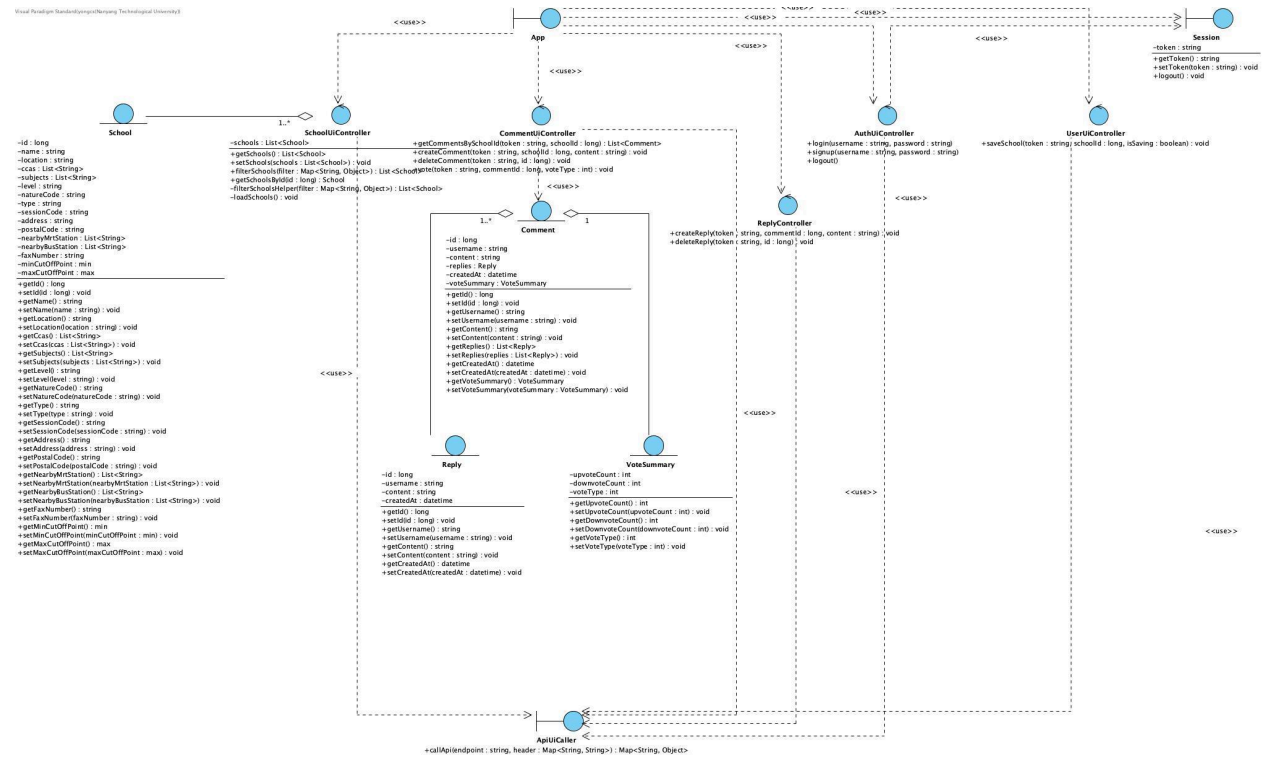 Visual Paradigm Standard(yongce(Nanyang Technological University))
<<use>>
<<use>>
<<use>>
<<use>>
App
<<use>>
<<use>>
<<use>>
Session
-token : string
+getToken() : string
+setToken(token : string) : void
+logout() : void
School
-id : long
-name : string
-location : string
-ccas : List<String>
-subjects : List<String>
-level : string
-natureCode : string
-type : string
-sessionCode : string
-address : string
-postalCode : string
-nearbyMrtStation : List<String>
-nearbyBusStation : List<String>
-faxNumber : string
-minCutOffPoint : min
-maxCutOffPoint : max
+getId() : long
+setId(id : long) : void
+getName() : string
+setName(name : string) : void
+getLocation() : string
+setLocation(location : string) : void
+getCcas() : List<String>
+setCcas(ccas : List<String>) : void
+getSubjects() : List<String>
+setSubjects(subjects : List<String>) : void
+getLevel() : string
+setLevel(level : string) : void
+getNatureCode() : string
+setNatureCode(natureCode : string) : void
+getType() : string
+setType(type : string) : void
+getSessionCode() : string
+setSessionCode(sessionCode : string) : void
+getAddress() : string
+setAddress(address : string) : void
+getPostalCode() : string
+setPostalCode(postalCode : string) : void
+getNearbyMrtStation() : List<String>
+setNearbyMrtStation(nearbyMrtStation : List<String>) : void
+getNearbyBusStation() : List<String>
+setNearbyBusStation(nearbyBusStation : List<String>) : void
+getFaxNumber() : string
+setFaxNumber(faxNumber : string) : void
+getMinCutOffPoint() : min
+setMinCutOffPoint(minCutOffPoint : min) : void
+getMaxCutOffPoint() : max
+setMaxCutOffPoint(maxCutOffPoint : max) : void
1..*
SchoolUiController
-schools : List<School>
+getSchools() : List<School>
+setSchools(schools : List<School>) : void
+filterSchools(filter : Map<String, Object>) : List<School>
+getSchoolsById(id : long) : School
-filterSchoolsHelper(filter : Map<String, Object>) : List<School>
-loadSchools() : void
CommentUiController
+getCommentsBySchoolId(token : string, schoolId : long) : List<Comment>
+createComment(token : string, schoolId : long, content : string) : void
+deleteComment(token : string, id : long) : void
+vote(token : string, commentId : long, voteType : int) : void
<<use>>
AuthUiController
+login(username : string, password : string)
+signup(username : string, password : string)
+logout()
UserUiController
+saveSchool(token : string, schoolId : long, isSaving : boolean) : void
<<use>>
ReplyController
+createReply(token : string, commentId : long, content : string) : void
+deleteReply(token : string, id : long) : void
1..*
1
Comment
-id : long
-username : string
-content : string
-replies : Reply
-createdAt : datetime
-voteSummary : VoteSummary
+getId() : long
+setId(id : long) : void
+getUsername() : string
+setUsername(username : string) : void
+getContent() : string
+setContent(content : string) : void
+getReplies() : List<Reply>
+setReplies(replies : List<Reply>) : void
+getCreatedAt() : datetime
+setCreatedAt(createdAt : datetime) : void
+getVoteSummary() : VoteSummary
+setVoteSummary(voteSummary : VoteSummary) : void
<<use>>
<<use>>
Reply
-id : long
-username : string
-content : string
-createdAt : datetime
+getId() : long
+setId(id : long) : void
+getUsername() : string
+setUsername(username : string) : void
+getContent() : string
+setContent(content : string) : void
+getCreatedAt() : datetime
+setCreatedAt(createdAt : datetime) : void
VoteSummary
-upvoteCount : int
-downvoteCount : int
-voteType : int
+getUpvoteCount() : int
+setUpvoteCount(upvoteCount : int) : void
+getDownvoteCount() : int
+setDownvoteCount(downvoteCount : int) : void
+getVoteType() : int
+setVoteType(voteType : int) : void
<<use>>
<<use>>
ApiUiCaller
+callApi(endpoint : string, header : Map<String, String>) : Map<String, Object>